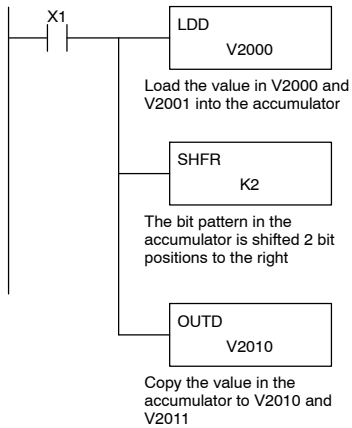 X1
LDD
V2000
Load the value in V2000 and
V2001 into the accumulator
SHFR
K2
The bit pattern in the
accumulator is shifted 2 bit
positions to the right
OUTD
V2010
Copy the value in the
accumulator to V2010 and
V2011